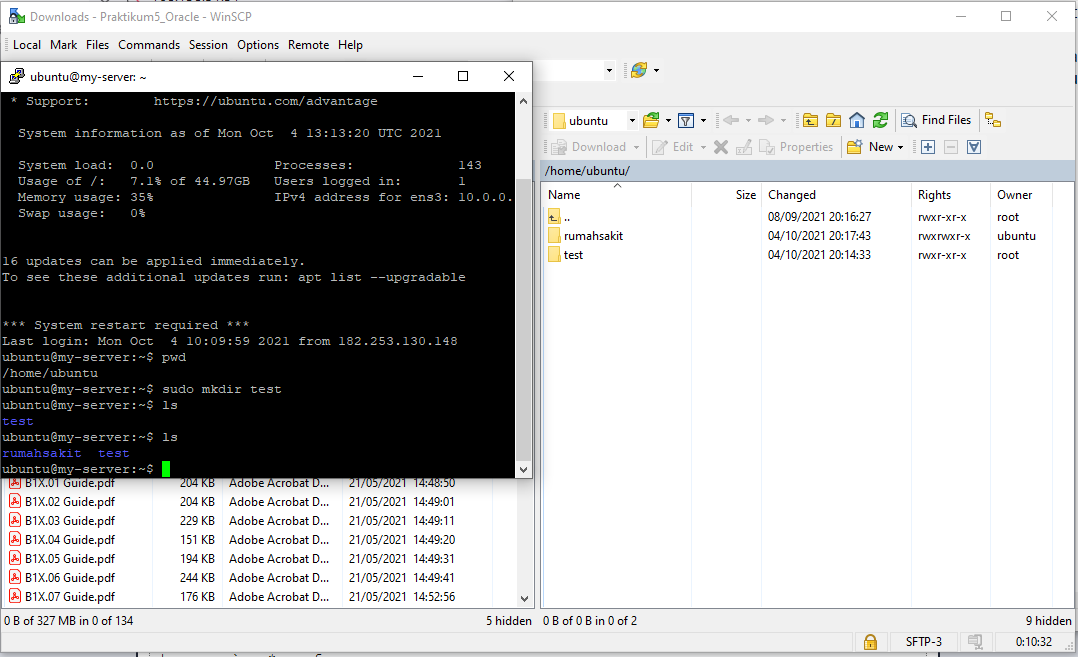 Downloads - Praktikum5_Oracle - WinSCP
Local Mark Files Commands Session Options Remote Help
ubuntu@my-server: ~
* Support: https://ubuntu.com/advantage
System information as of Mon Oct 4 13:13:20 UTC 2021
System load: 0.0 Processes: 143
Usage of /: 7.1% of 44.97GB Users logged in: 1
Memory usage: 35% IPv4 address for ens3: 10.0.0.
Swap usage: 0%
16 updates can be applied immediately.
To see these additional updates run: apt list --upgradable
*** System restart required ***
Last login: Mon Oct 4 10:09:59 2021 from 182.253.130.148
ubuntu@my-server:~$ pwd
/home/ubuntu
ubuntu@my-server:~$ sudo mkdir test
ubuntu@my-server:~$ ls
test
ubuntu@my-server:~$ ls
rumahsakit test
ubuntu@my-server:~$
B1X.01 Guide.pdf 204 KB Adobe Acrobat D... 21/05/2021 14:48:50
B1X.02 Guide.pdf 204 KB Adobe Acrobat D... 21/05/2021 14:49:01
B1X.03 Guide.pdf 229 KB Adobe Acrobat D... 21/05/2021 14:49:11
B1X.04 Guide.pdf 151 KB Adobe Acrobat D... 21/05/2021 14:49:20
B1X.05 Guide.pdf 194 KB Adobe Acrobat D... 21/05/2021 14:49:31
B1X.06 Guide.pdf 244 KB Adobe Acrobat D... 21/05/2021 14:49:41
B1X.07 Guide.pdf 176 KB Adobe Acrobat D... 21/05/2021 14:52:56
0 B of 327 MB in 0 of 134 5 hidden
ubuntu Find Files
Download Edit Properties New
/home/ubuntu/
Name Size Changed Rights Owner
.. 08/09/2021 20:16:27 rwxr-xr-x root
rumahsakit 04/10/2021 20:17:43 rwxrwxr-x ubuntu
test 04/10/2021 20:14:33 rwxr-xr-x root
0 B of 0 B in 0 of 2 9 hidden
SFTP-3 0:10:32